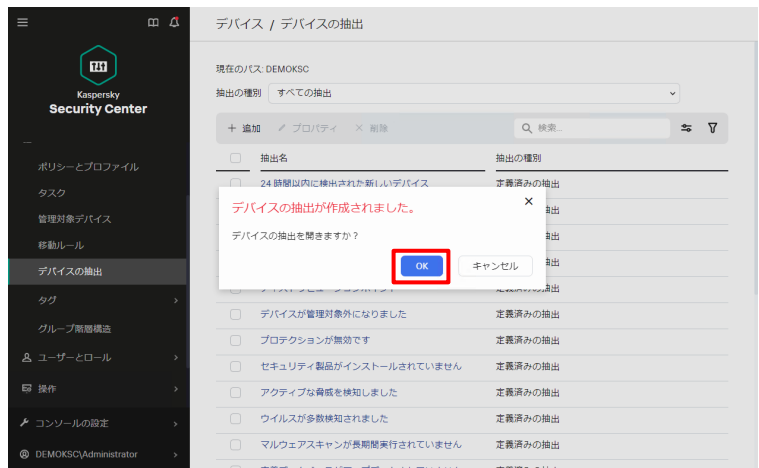 デバイス / デバイスの抽出
Kaspersky
Security Center
現在のパス: DEMOKSC
抽出の種別 すべての抽出
+ 追加 プロパティ × 削除 検索...
抽出名 抽出の種別
24 時間以内に検出された新しいデバイス 定義済みの抽出
デバイスの抽出が作成されました。 ×
デバイスの抽出を開きますか?
OK キャンセル
デバイスが管理対象外になりました 定義済みの抽出
プロテクションが無効です 定義済みの抽出
セキュリティ製品がインストールされていません 定義済みの抽出
アクティブな脅威を検知しました 定義済みの抽出
ウイルスが多数検知されました 定義済みの抽出
マルウェアスキャンが長期間実行されていません 定義済みの抽出
ポリシーとプロファイル
タスク
管理対象デバイス
移動ルール
デバイスの抽出
タグ
グループ階層構造
ユーザーとロール
操作
コンソールの設定
DEMOKSC\Administrator